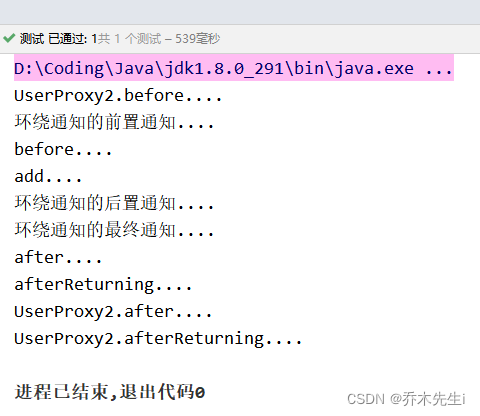 测试 已通过: 1共 1 个测试 – 539毫秒
D:\Coding\Java\jdk1.8.0_291\bin\java.exe ...
UserProxy2.before....
环绕通知的前置通知....
before....
add....
环绕通知的后置通知....
环绕通知的最终通知....
after....
afterReturning....
UserProxy2.after....
UserProxy2.afterReturning....
进程已结束,退出代码0
CSDN @乔木先生i